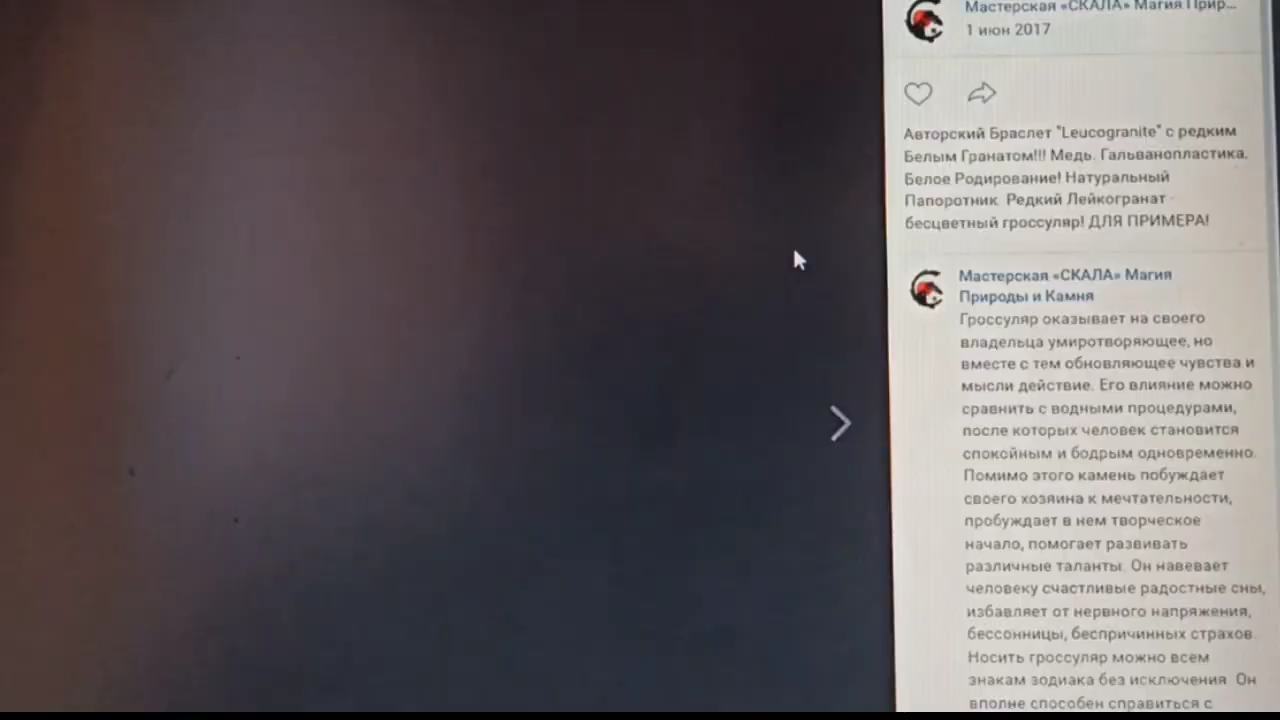 Мастерская «СКАЛА» Магия Прир...
1 июн 2017
Авторский Браслет "Leucogranite" с редким
Белым Гранатом!!! Медь. Гальванопластика.
Белое Родирование! Натуральный
Папоротник. Редкий Лейкогранат -
бесцветный гроссуляр! ДЛЯ ПРИМЕРА!
Мастерская «СКАЛА» Магия
Природы и Камня
Гроссуляр оказывает на своего
владельца умиротворяющее, но
вместе с тем обновляющее чувства и
мысли действие. Его влияние можно
сравнить с водными процедурами,
после которых человек становится
спокойным и бодрым одновременно.
Помимо этого камень побуждает
своего хозяина к мечтательности,
пробуждает в нем творческое
начало, помогает развивать
различные таланты. Он навевает
человеку счастливые радостные сны,
избавляет от нервного напряжения,
бессонницы, беспричинных страхов.
Носить гроссуляр можно всем
знакам зодиака без исключения. Он
вполне способен справиться с